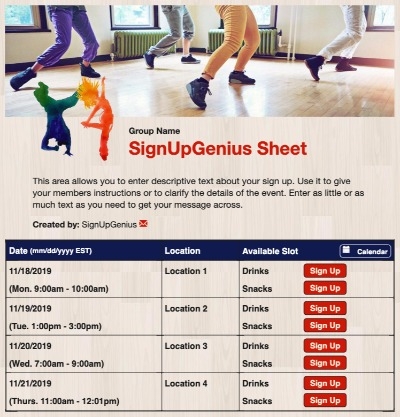 Group Name
SignUpGenius Sheet
This area allows you to enter descriptive text about your sign up. Use it to give
your members instructions or to clarify the details of the event. Enter as little or as
much text as you need to get your message across.
Created by: SignUpGenius
Date (mm/dd/yyyy EST) Location Available Slot Calendar
11/18/2019 Location 1 Drinks Sign Up
(Mon. 9:00am - 10:00am) Snacks Sign Up
11/19/2019 Location 2 Drinks Sign Up
(Tue. 1:00pm - 3:00pm) Snacks Sign Up
11/20/2019 Location 3 Drinks Sign Up
(Wed. 7:00am - 9:00am) Snacks Sign Up
11/21/2019 Location 4 Drinks Sign Up
(Thurs. 11:00am - 12:01pm) Snacks Sign Up